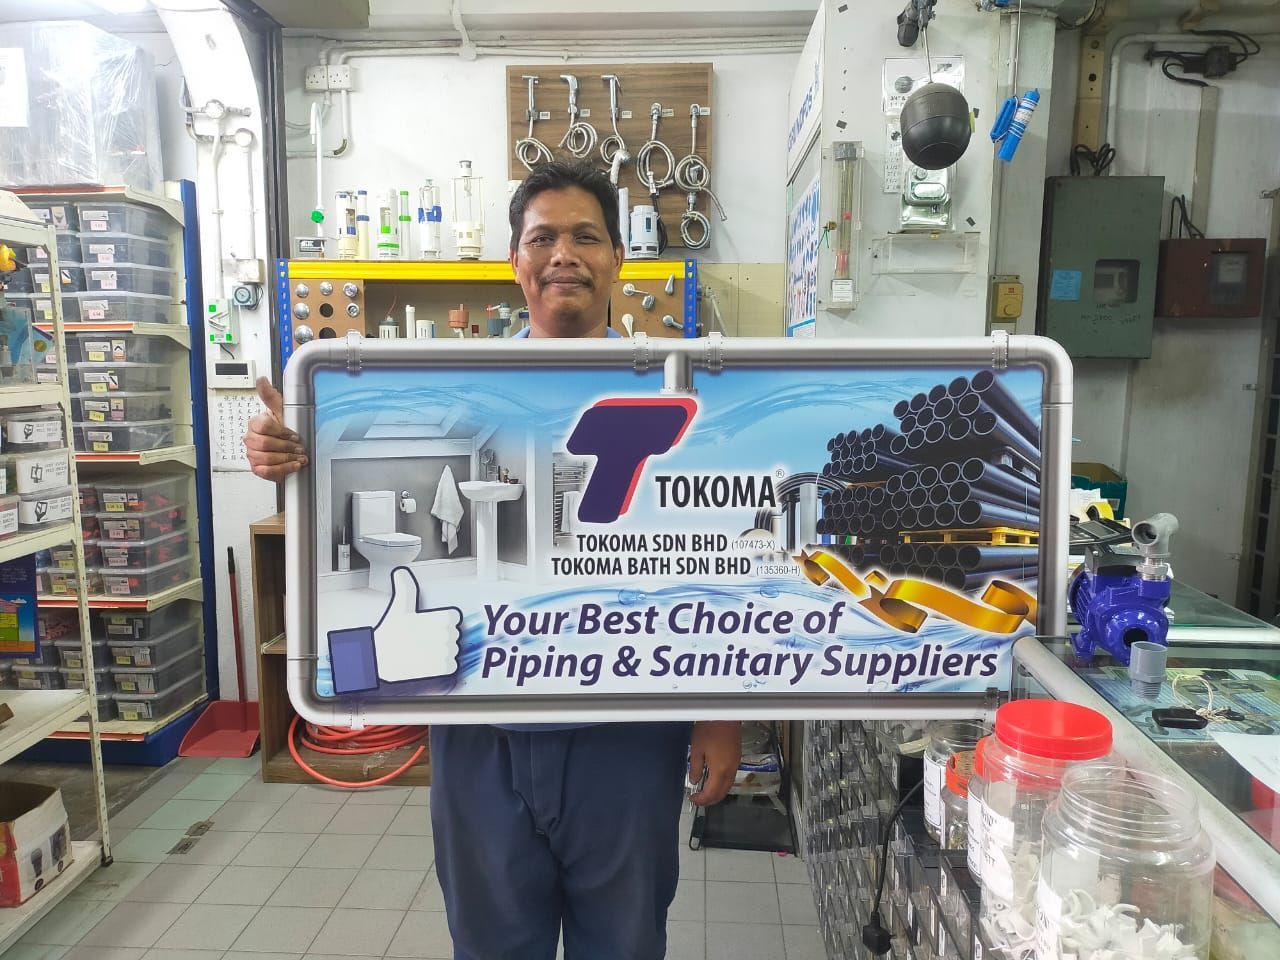 TOKOMA®
TOKOMA SDN BHD (107473-X)
TOKOMA BATH SDN BHD (135360-H)
Your Best Choice of
Piping & Sanitary Suppliers